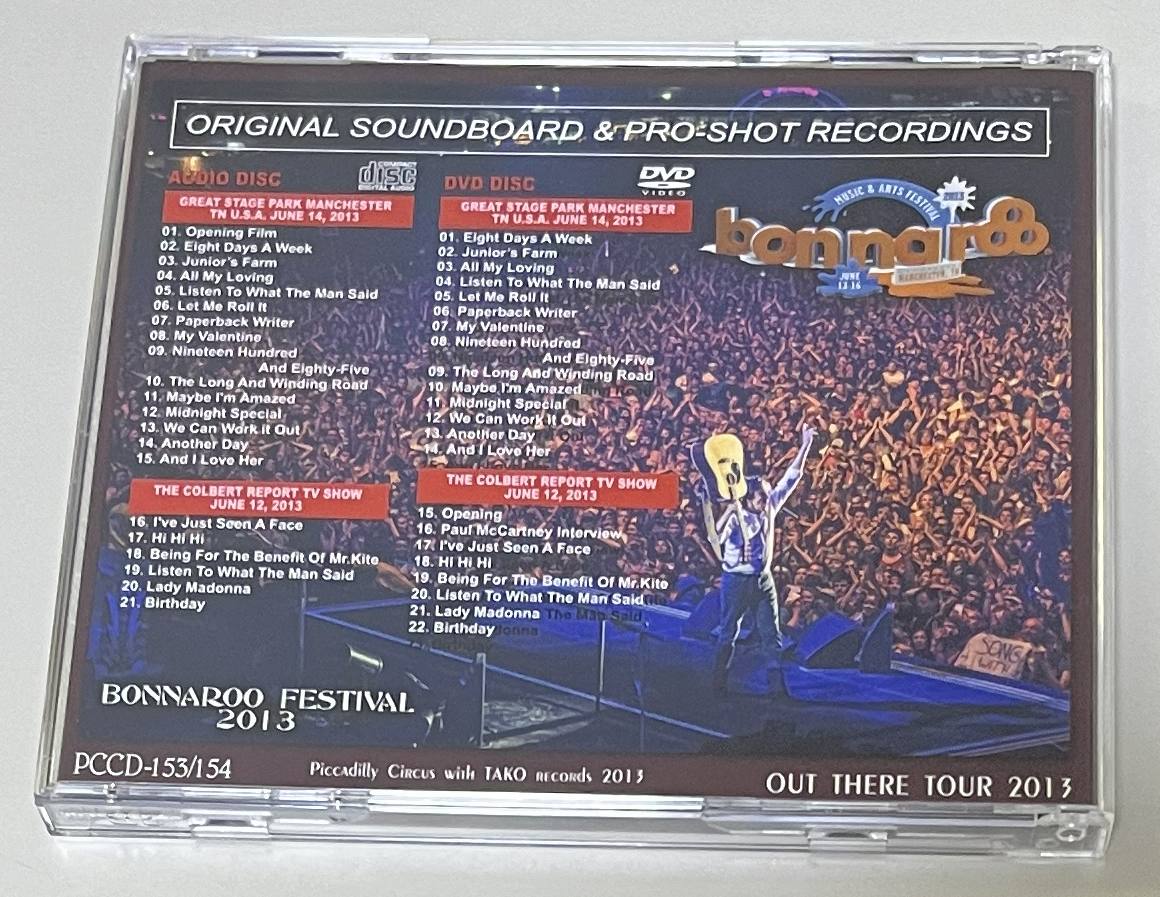 ORIGINAL SOUNDBOARD & PRO-SHOT RECORDINGS
AUDIO DISC
COMPACT
disc
DIGITAL AUDIO
GREAT STAGE PARK MANCHESTER
TN U.S.A. JUNE 14, 2013
01. Opening Film
02. Eight Days A Week
03. Junior's Farm
04. All My Loving
05. Listen To What The Man Said
06. Let Me Roll It
07. Paperback Writer
08. My Valentine
09. Nineteen Hundred
And Eighty-Five
10. The Long And Winding Road
11. Maybe I'm Amazed
12. Midnight Special
13. We Can Work it Out
14. Another Day
15. And I Love Her
THE COLBERT REPORT TV SHOW
JUNE 12, 2013
16. I've Just Seen A Face
17. Hi Hi Hi
18. Being For The Benefit Of Mr.Kite
19. Listen To What The Man Said
20. Lady Madonna
21. Birthday
DVD DISC
DVD
VIDEO
GREAT STAGE PARK MANCHESTER
TN U.S.A. JUNE 14, 2013
01. Eight Days A Week
02. Junior's Farm
03. All My Loving
04. Listen To What The Man Said
05. Let Me Roll It
06. Paperback Writer
07. My Valentine
08. Nineteen Hundred
And Eighty-Five
09. The Long And Winding Road
10. Maybe I'm Amazed
11. Midnight Special
12. We Can Work It Out
13. Another Day
14. And I Love Her
THE COLBERT REPORT TV SHOW
JUNE 12, 2013
15. Opening
16. Paul McCartney Interview
17. I've Just Seen A Face
18. Hi Hi Hi
19. Being For The Benefit Of Mr.Kite
20. Listen To What The Man Said
21. Lady Madonna
22. Birthday
MUSIC & ARTS FESTIVAL
2013
bonnaroo
JUNE
13-16
MANCHESTER, TN
SONG
WITH
BONNAROO FESTIVAL
2013
PCCD-153/154
Piccadilly Circus with TAKO records 2013
OUT THERE TOUR 2013